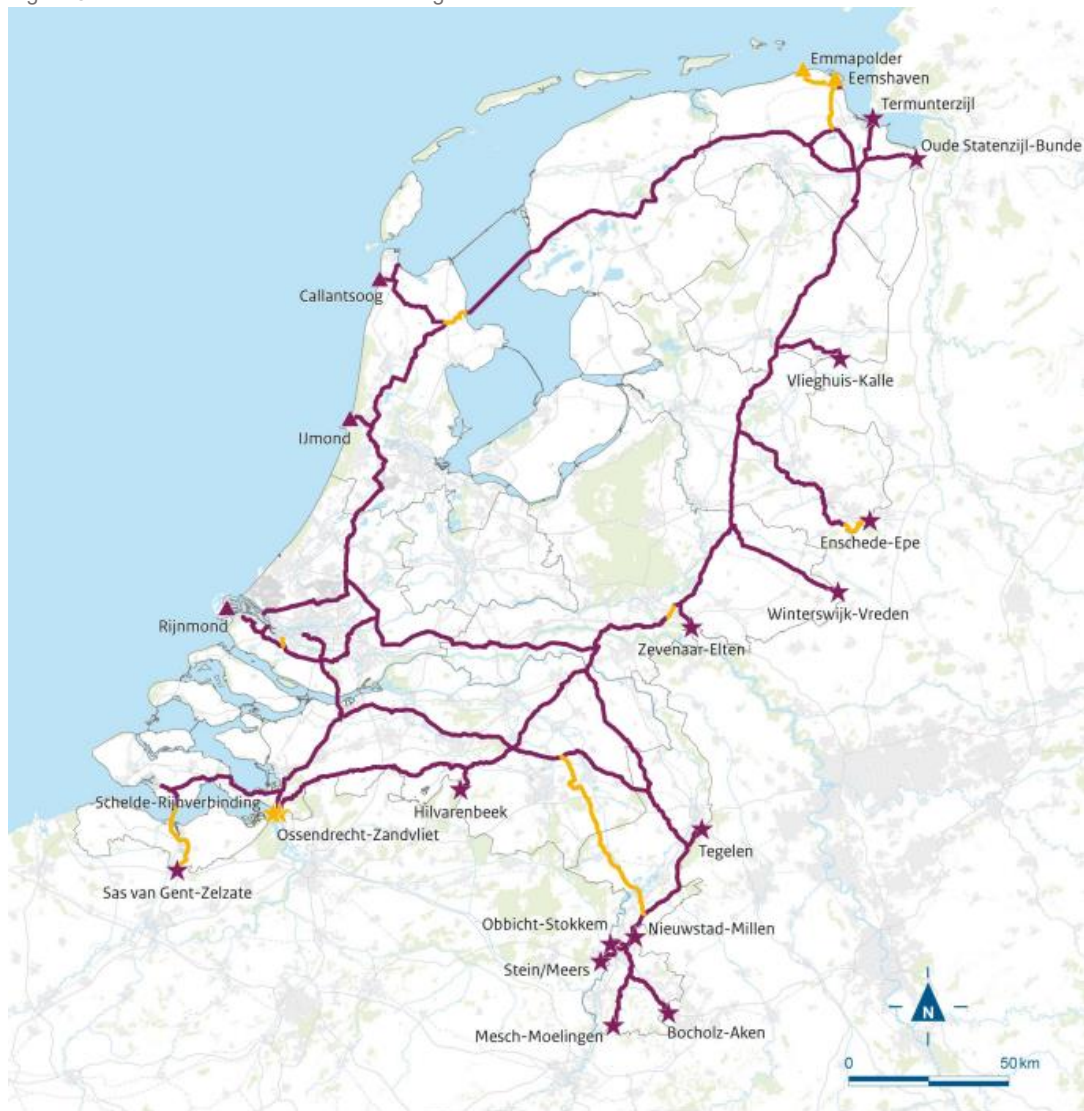 Emmapolder
Eemshaven
Termunterzijl
Oude Statenzijl-Bunde
Callantsoog
Vlieghuis-Kalle
IJmond
Enschede-Epe
Winterswijk-Vreden
Rijnmond
Zevenaar-Elten
Schelde-Rijnverbinding
Hilvarenbeek
Ossendrecht-Zandvliet
Tegelen
Sas van Gent-Zelzate
Obbicht-Stokkem
Nieuwstad-Millen
Stein/Meers
Mesch-Moelingen
Bocholz-Aken
N
0 50 km